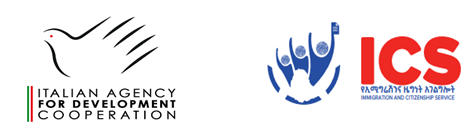 ITALIAN AGENCY
FOR DEVELOPMENT
COOPERATION
ICS
የኢሚግሬሽንና ዜግነት አገልግሎት
IMMIGRATION AND CITIZENSHIP SERVICE